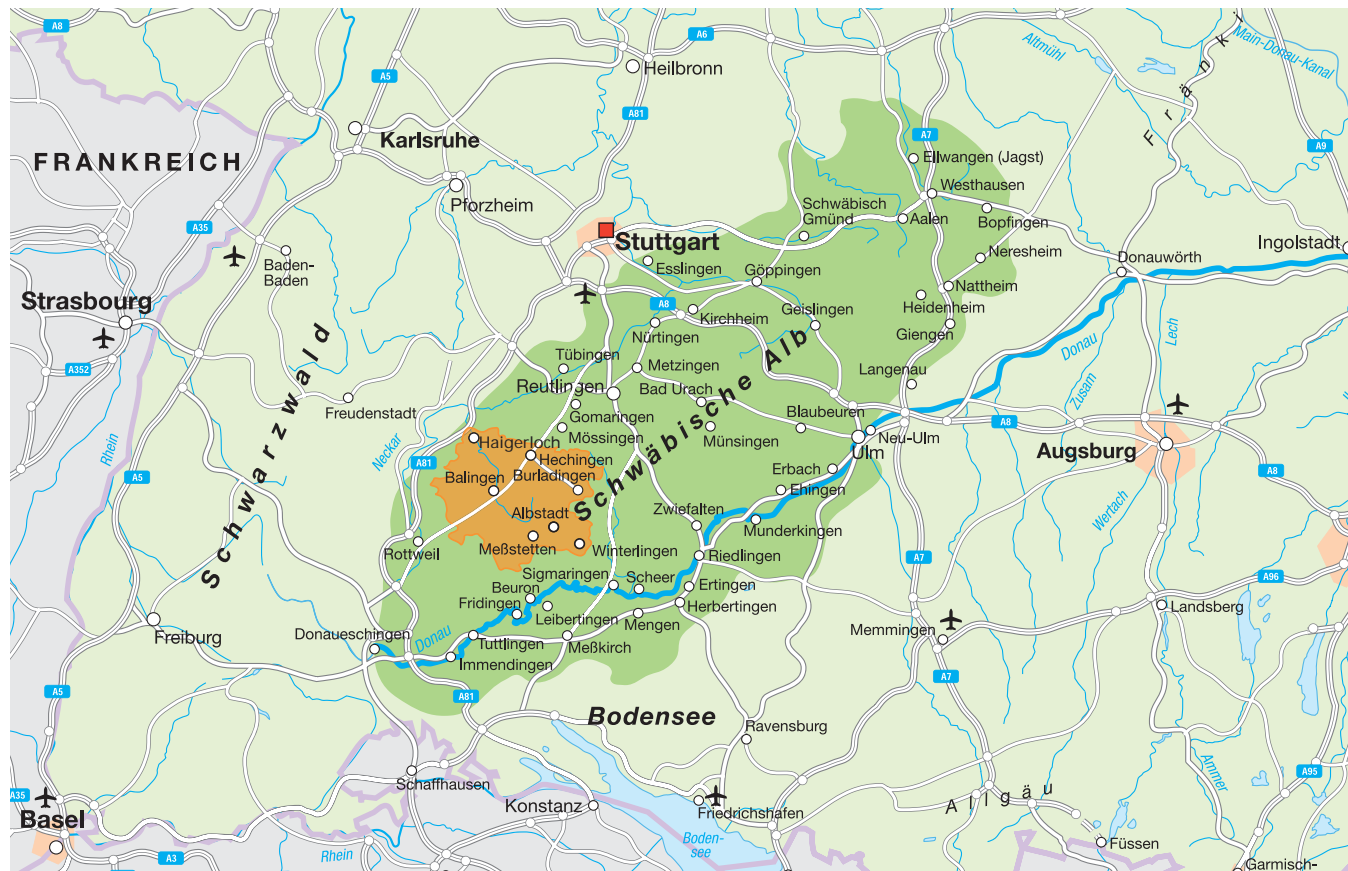 A8
A5
A6
Heilbronn
Altmühl
Main-Donau-Kanal
Fränki
A81
A7
A9
Karlsruhe
FRANKREICH
Ellwangen (Jagst)
Westhausen
Pforzheim
Schwäbisch
Gmünd
Aalen
Bopfingen
A35
Stuttgart
Ingolstadt
Baden-
Baden
Esslingen
Göppingen
Neresheim
Donauwörth
Nattheim
Strasbourg
A8
Kirchheim
Geislingen
Heidenheim
Nürtingen
Giengen
Donau
Lech
Schwarzwald
Tübingen
Metzingen
Schwäbische Alb
A352
Reutlingen
Bad Urach
Langenau
Zusam
Freudenstadt
Gomaringen
Blaubeuren
A8
Rhein
Neckar
Mössingen
Münsingen
Neu-Ulm
Ulm
Augsburg
Haigerloch
Hechingen
A81
A5
Balingen
Burladingen
Erbach
A8
Ehingen
Albstadt
Zwiefalten
Munderkingen
Wertach
Rottweil
Meßstetten
Winterlingen
Riedlingen
A7
Sigmaringen
Scheer
Beuron
Ertingen
A96
Fridingen
Leibertingen
Herbertingen
Landsberg
Freiburg
Donaueschingen
Donau
Mengen
Memmingen
Tuttlingen
Meßkirch
Immendingen
A7
A5
A81
Bodensee
Ravensburg
Ammer
A95
Schaffhausen
A35
Konstanz
Friedrichshafen
Allgäu
Basel
Boden-
see
Füssen
Rhein
A3
Garmisch-